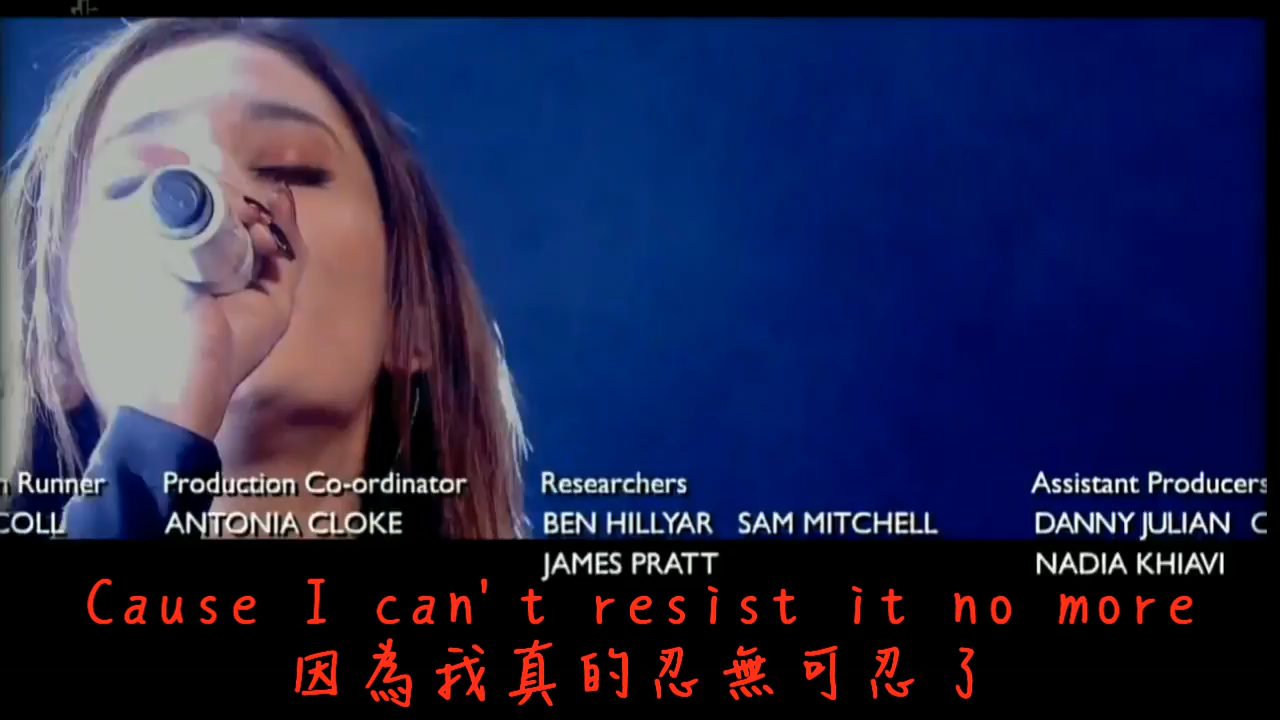 Runner Production Co-ordinator Researchers Assistant Producers
ANTONIA CLOKE BEN HILLYAR SAM MITCHELL DANNY JULIAN
JAMES PRATT NADIA KHIAVI
Cause I can't resist it no more
因為我真的忍無可忍了